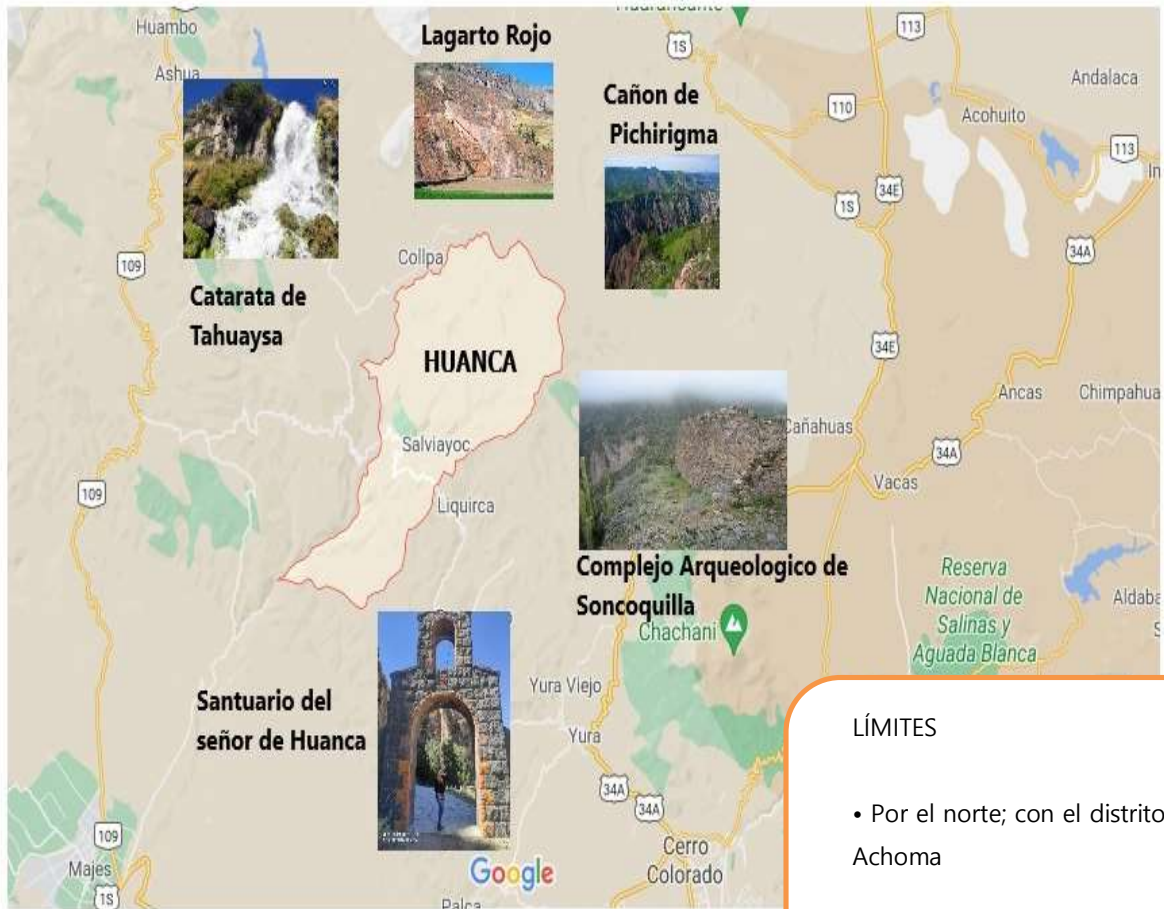 Huambo
Ashua
Lagarto Rojo
1S
113
Andalaca
Cañon de
Pichirigma
110
Acohuito
113
In
1S
34E
34A
109
Collpa
Catarata de
Tahuaysa
HUANCA
34E
Ancas
Chimpahua
Salviayoc
Cañahuas
34A
Vacas
109
Liquirca
Complejo Arqueologico de
Soncoquilla
Chachani
Reserva
Nacional de
Salinas y
Aguada Blanca
Aldaba
S
Santuario del
señor de Huanca
Yura Viejo
Yura
34A
34A
109
Majes
1S
Google
Cerro
Colorado
Palca
LÍMITES
• Por el norte; con el distrito
Achoma